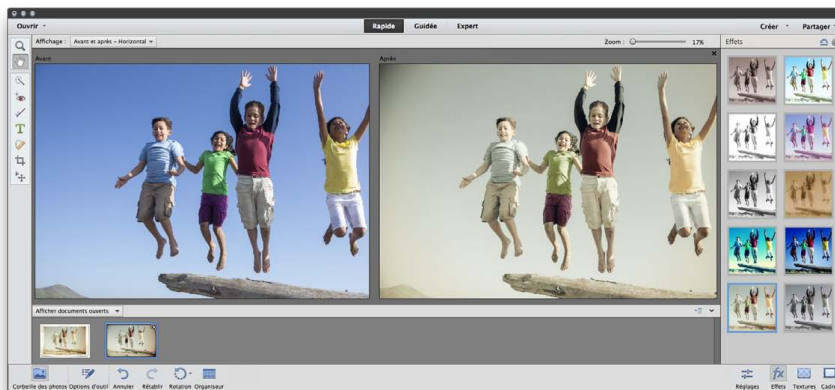 Ouvrir
Rapide Guidée Expert
Créer Partager
Affichage : Avant et après - Horizontal
Zoom : 17%
Effets
Avant
Après
T
Afficher documents ouverts
Corbeille des photos Options d'outil Annuler Rétablir Rotation Organiseur
Réglages Effets Textures
fx